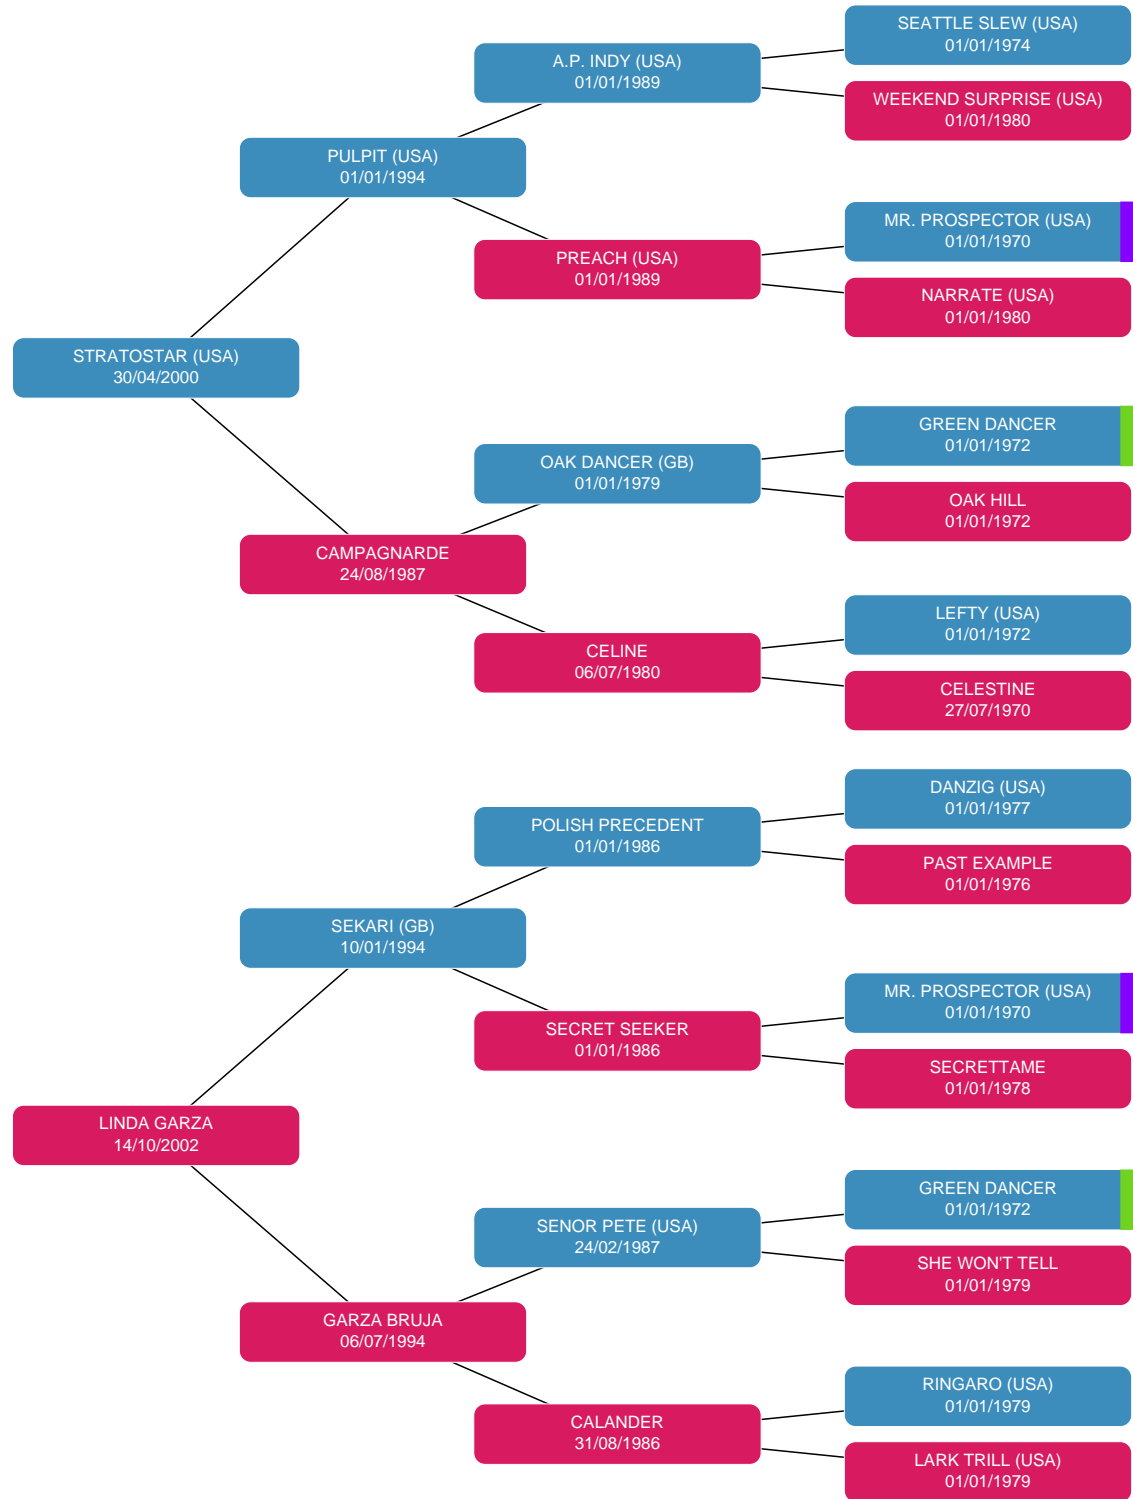 SEATTLE SLEW (USA)
01/01/1974
A.P. INDY (USA)
01/01/1989
WEEKEND SURPRISE (USA)
01/01/1980
PULPIT (USA)
01/01/1994
MR. PROSPECTOR (USA)
01/01/1970
PREACH (USA)
01/01/1989
NARRATE (USA)
01/01/1980
STRATOSTAR (USA)
30/04/2000
GREEN DANCER
01/01/1972
OAK DANCER (GB)
01/01/1979
OAK HILL
01/01/1972
CAMPAGNARDE
24/08/1987
LEFTY (USA)
01/01/1972
CELINE
06/07/1980
CELESTINE
27/07/1970
DANZIG (USA)
01/01/1977
POLISH PRECEDENT
01/01/1986
PAST EXAMPLE
01/01/1976
SEKARI (GB)
10/01/1994
MR. PROSPECTOR (USA)
01/01/1970
SECRET SEEKER
01/01/1986
SECRETTAME
01/01/1978
LINDA GARZA
14/10/2002
GREEN DANCER
01/01/1972
SENOR PETE (USA)
24/02/1987
SHE WON'T TELL
01/01/1979
GARZA BRUJA
06/07/1994
RINGARO (USA)
01/01/1979
CALANDER
31/08/1986
LARK TRILL (USA)
01/01/1979